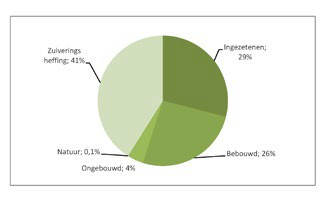 Zuiverings
heffing; 41%
Ingezetenen;
29%
Natuur; 0,1%
Bebouwd; 26%
Ongebouwd; 4%